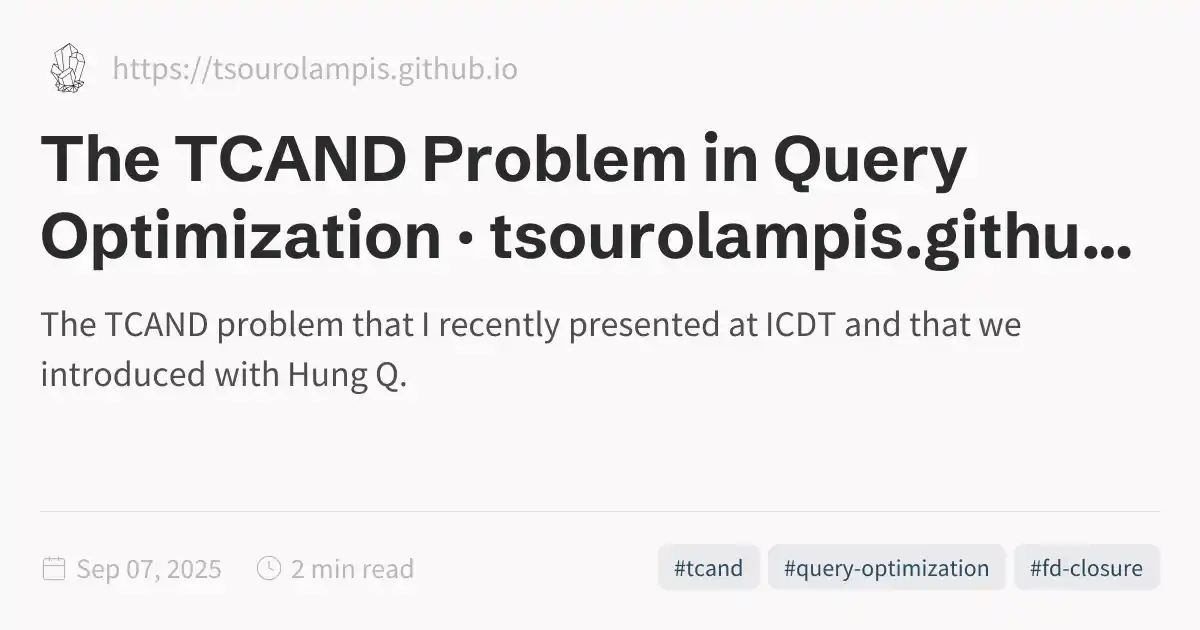 https://tsourolampis.github.io
The TCAND Problem in Query
Optimization · tsourolampis.githu...
The TCAND problem that I recently presented at ICDT and that we
introduced with Hung Q.
Sep 07, 2025
2 min read
#tcand
#query-optimization
#fd-closure